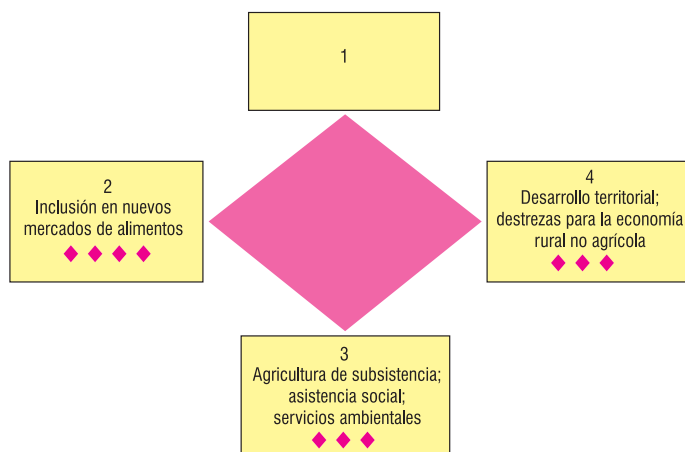 1
2
Inclusión en nuevos
mercados de alimentos
4
Desarrollo territorial;
destrezas para la economía
rural no agrícola
3
Agricultura de subsistencia;
asistencia social;
servicios ambientales